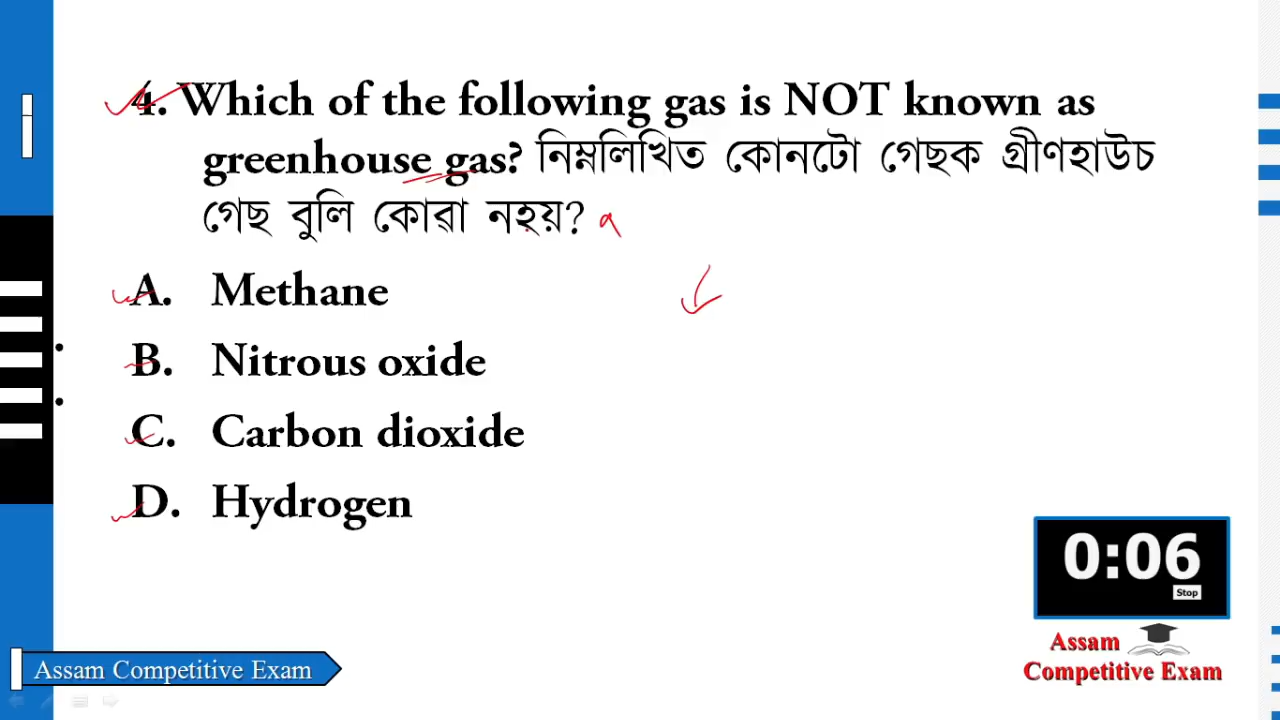 4. Which of the following gas is NOT known as
greenhouse gas? নিম্নলিখিত কোনটো গেছক গ্ৰীণহাউচ
গেছ বুলি কোৱা নহয়?
A. Methane
B. Nitrous oxide
C. Carbon dioxide
D. Hydrogen
0:06
Stop
Assam
Competitive Exam
Assam Competitive Exam